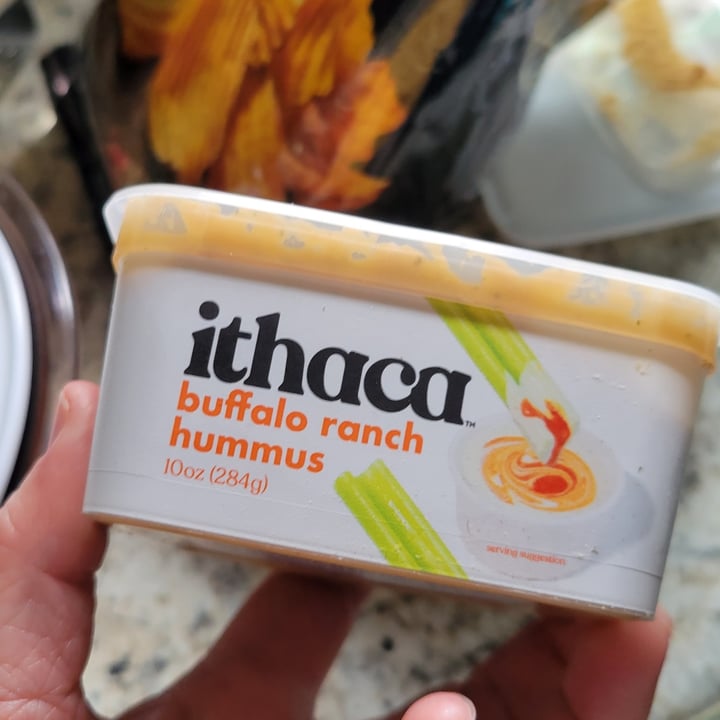 ithaca™
buffalo ranch
hummus
10oz (284g)
serving suggestion